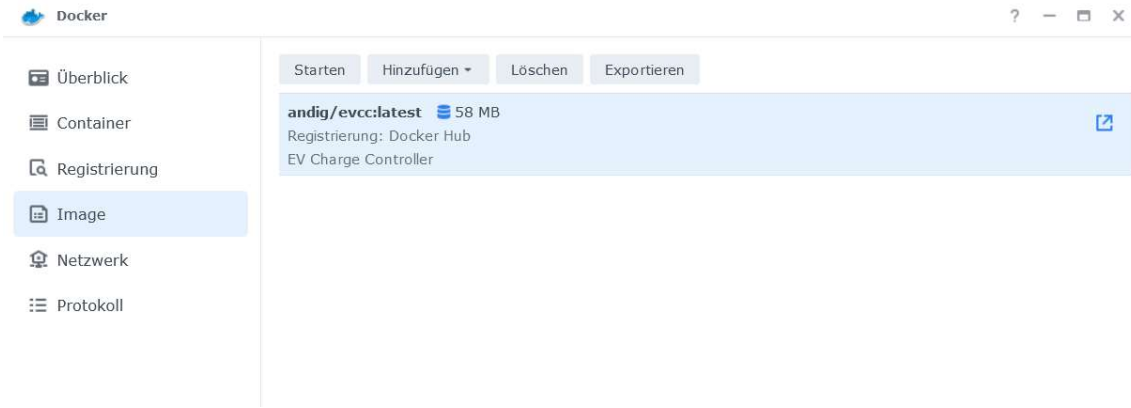 Docker
?
Überblick
Container
Registrierung
Image
Netzwerk
Protokoll
Starten Hinzufügen Löschen Exportieren
andig/evcc:latest 58 MB
Registrierung: Docker Hub
EV Charge Controller